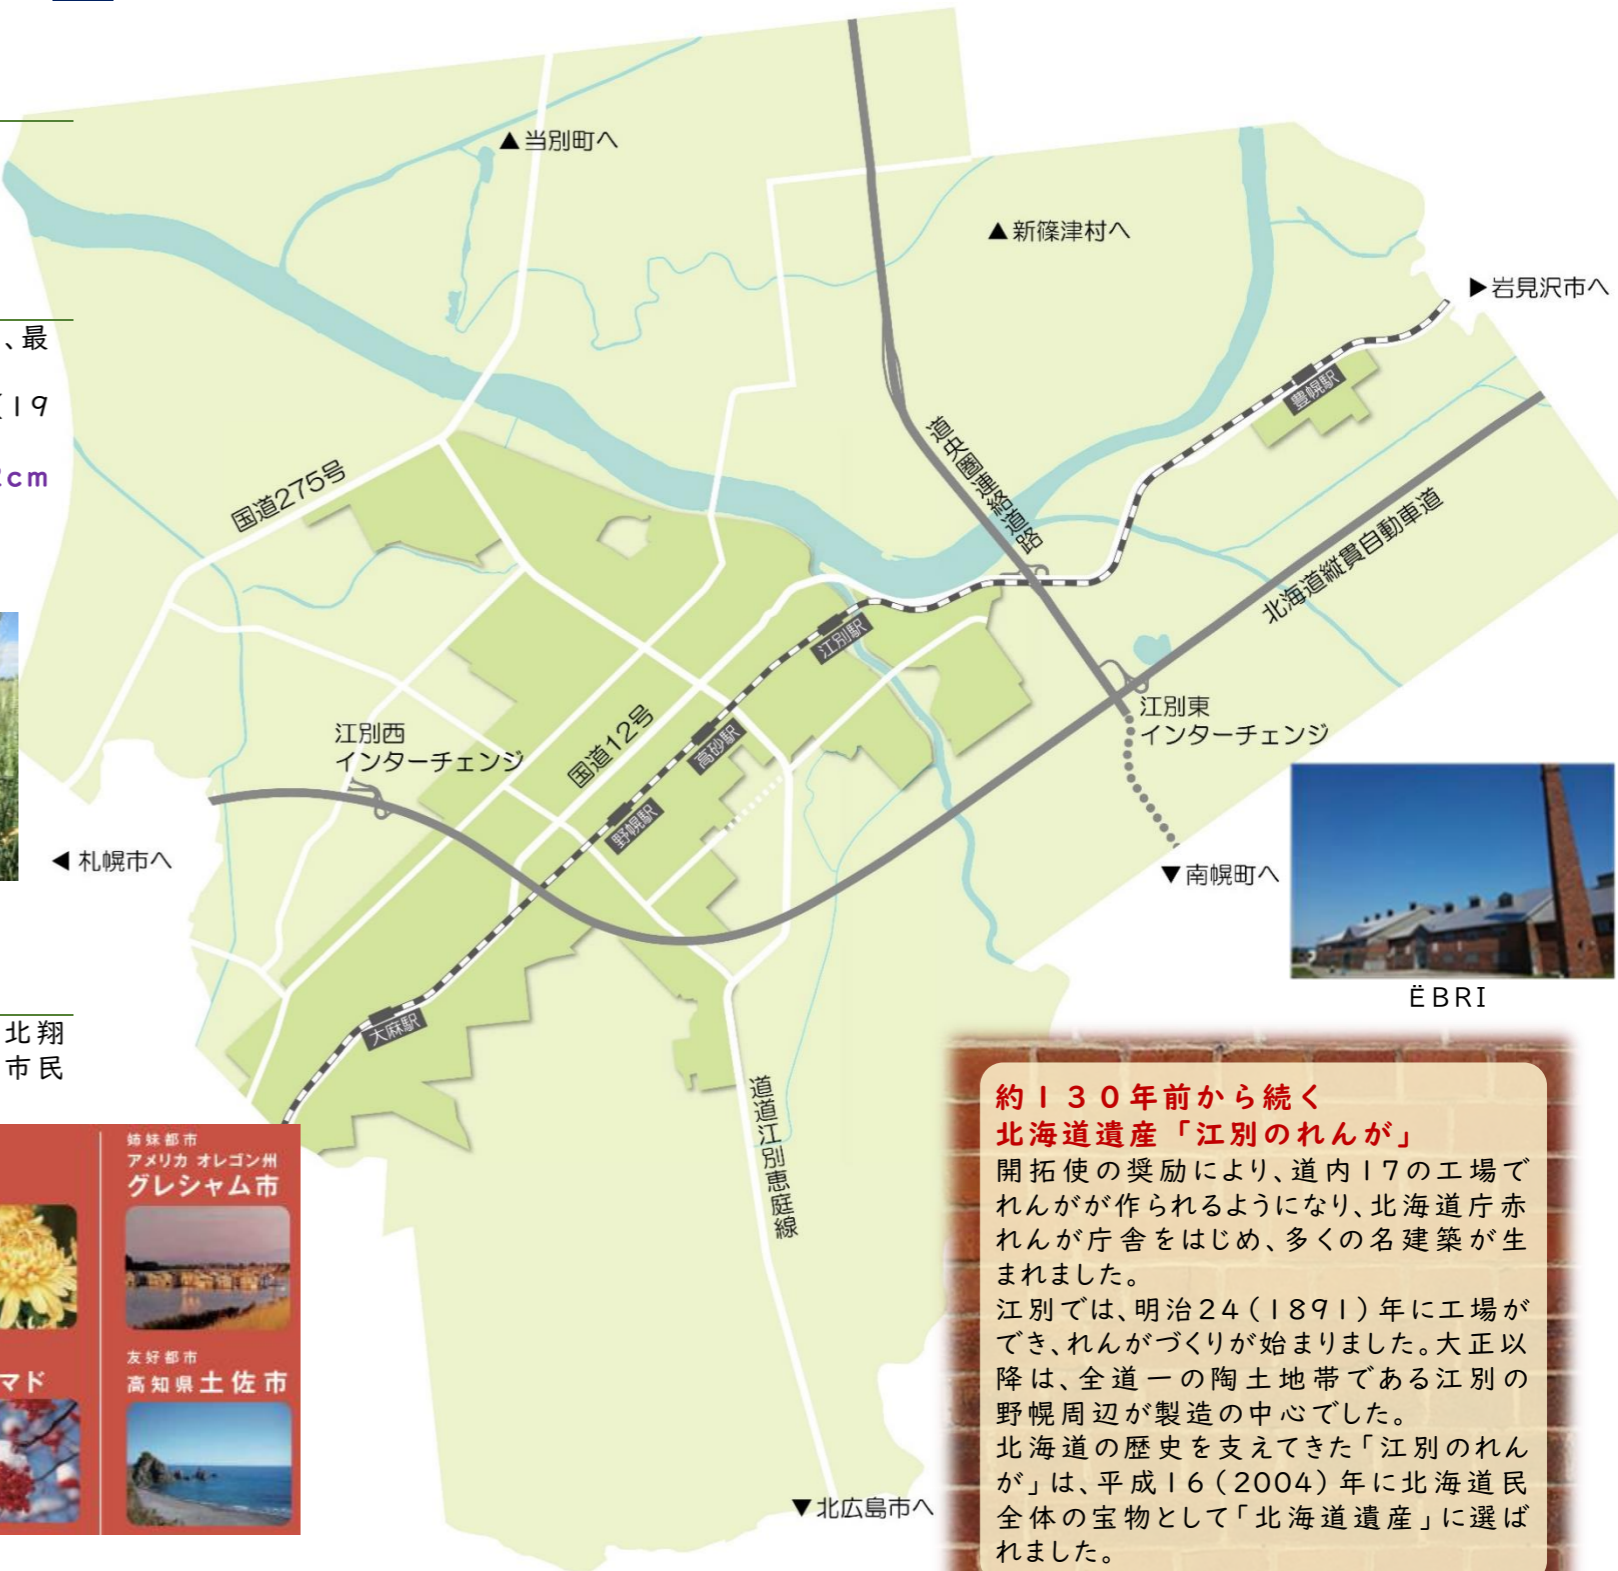 ▲当別町へ
▲新篠津村へ
▶岩見沢市へ
、最
19
cm
豊幌駅
道央圏連絡道路
国道275号
北海道縦貫自動車道
江別駅
江別東
インターチェンジ
江別西
インターチェンジ
国道12号
高砂駅
野幌駅
◀札幌市へ
▼南幌町へ
ËBRI
北翔
市民
大麻駅
道道江別恵庭線
▼北広島市へ
姉妹都市
アメリカ オレゴン州
グレシャム市
友好都市
高知県土佐市
マド
約130年前から続く
北海道遺産「江別のれんが」
開拓使の奨励により、道内17の工場で
れんがが作られるようになり、北海道庁赤
れんが庁舎をはじめ、多くの名建築が生
まれました。
江別では、明治24(1891)年に工場が
でき、れんがづくりが始まりました。大正以
降は、全道一の陶土地帯である江別の
野幌周辺が製造の中心でした。
北海道の歴史を支えてきた「江別のれん
が」は、平成16(2004)年に北海道民
全体の宝物として「北海道遺産」に選ば
れました。